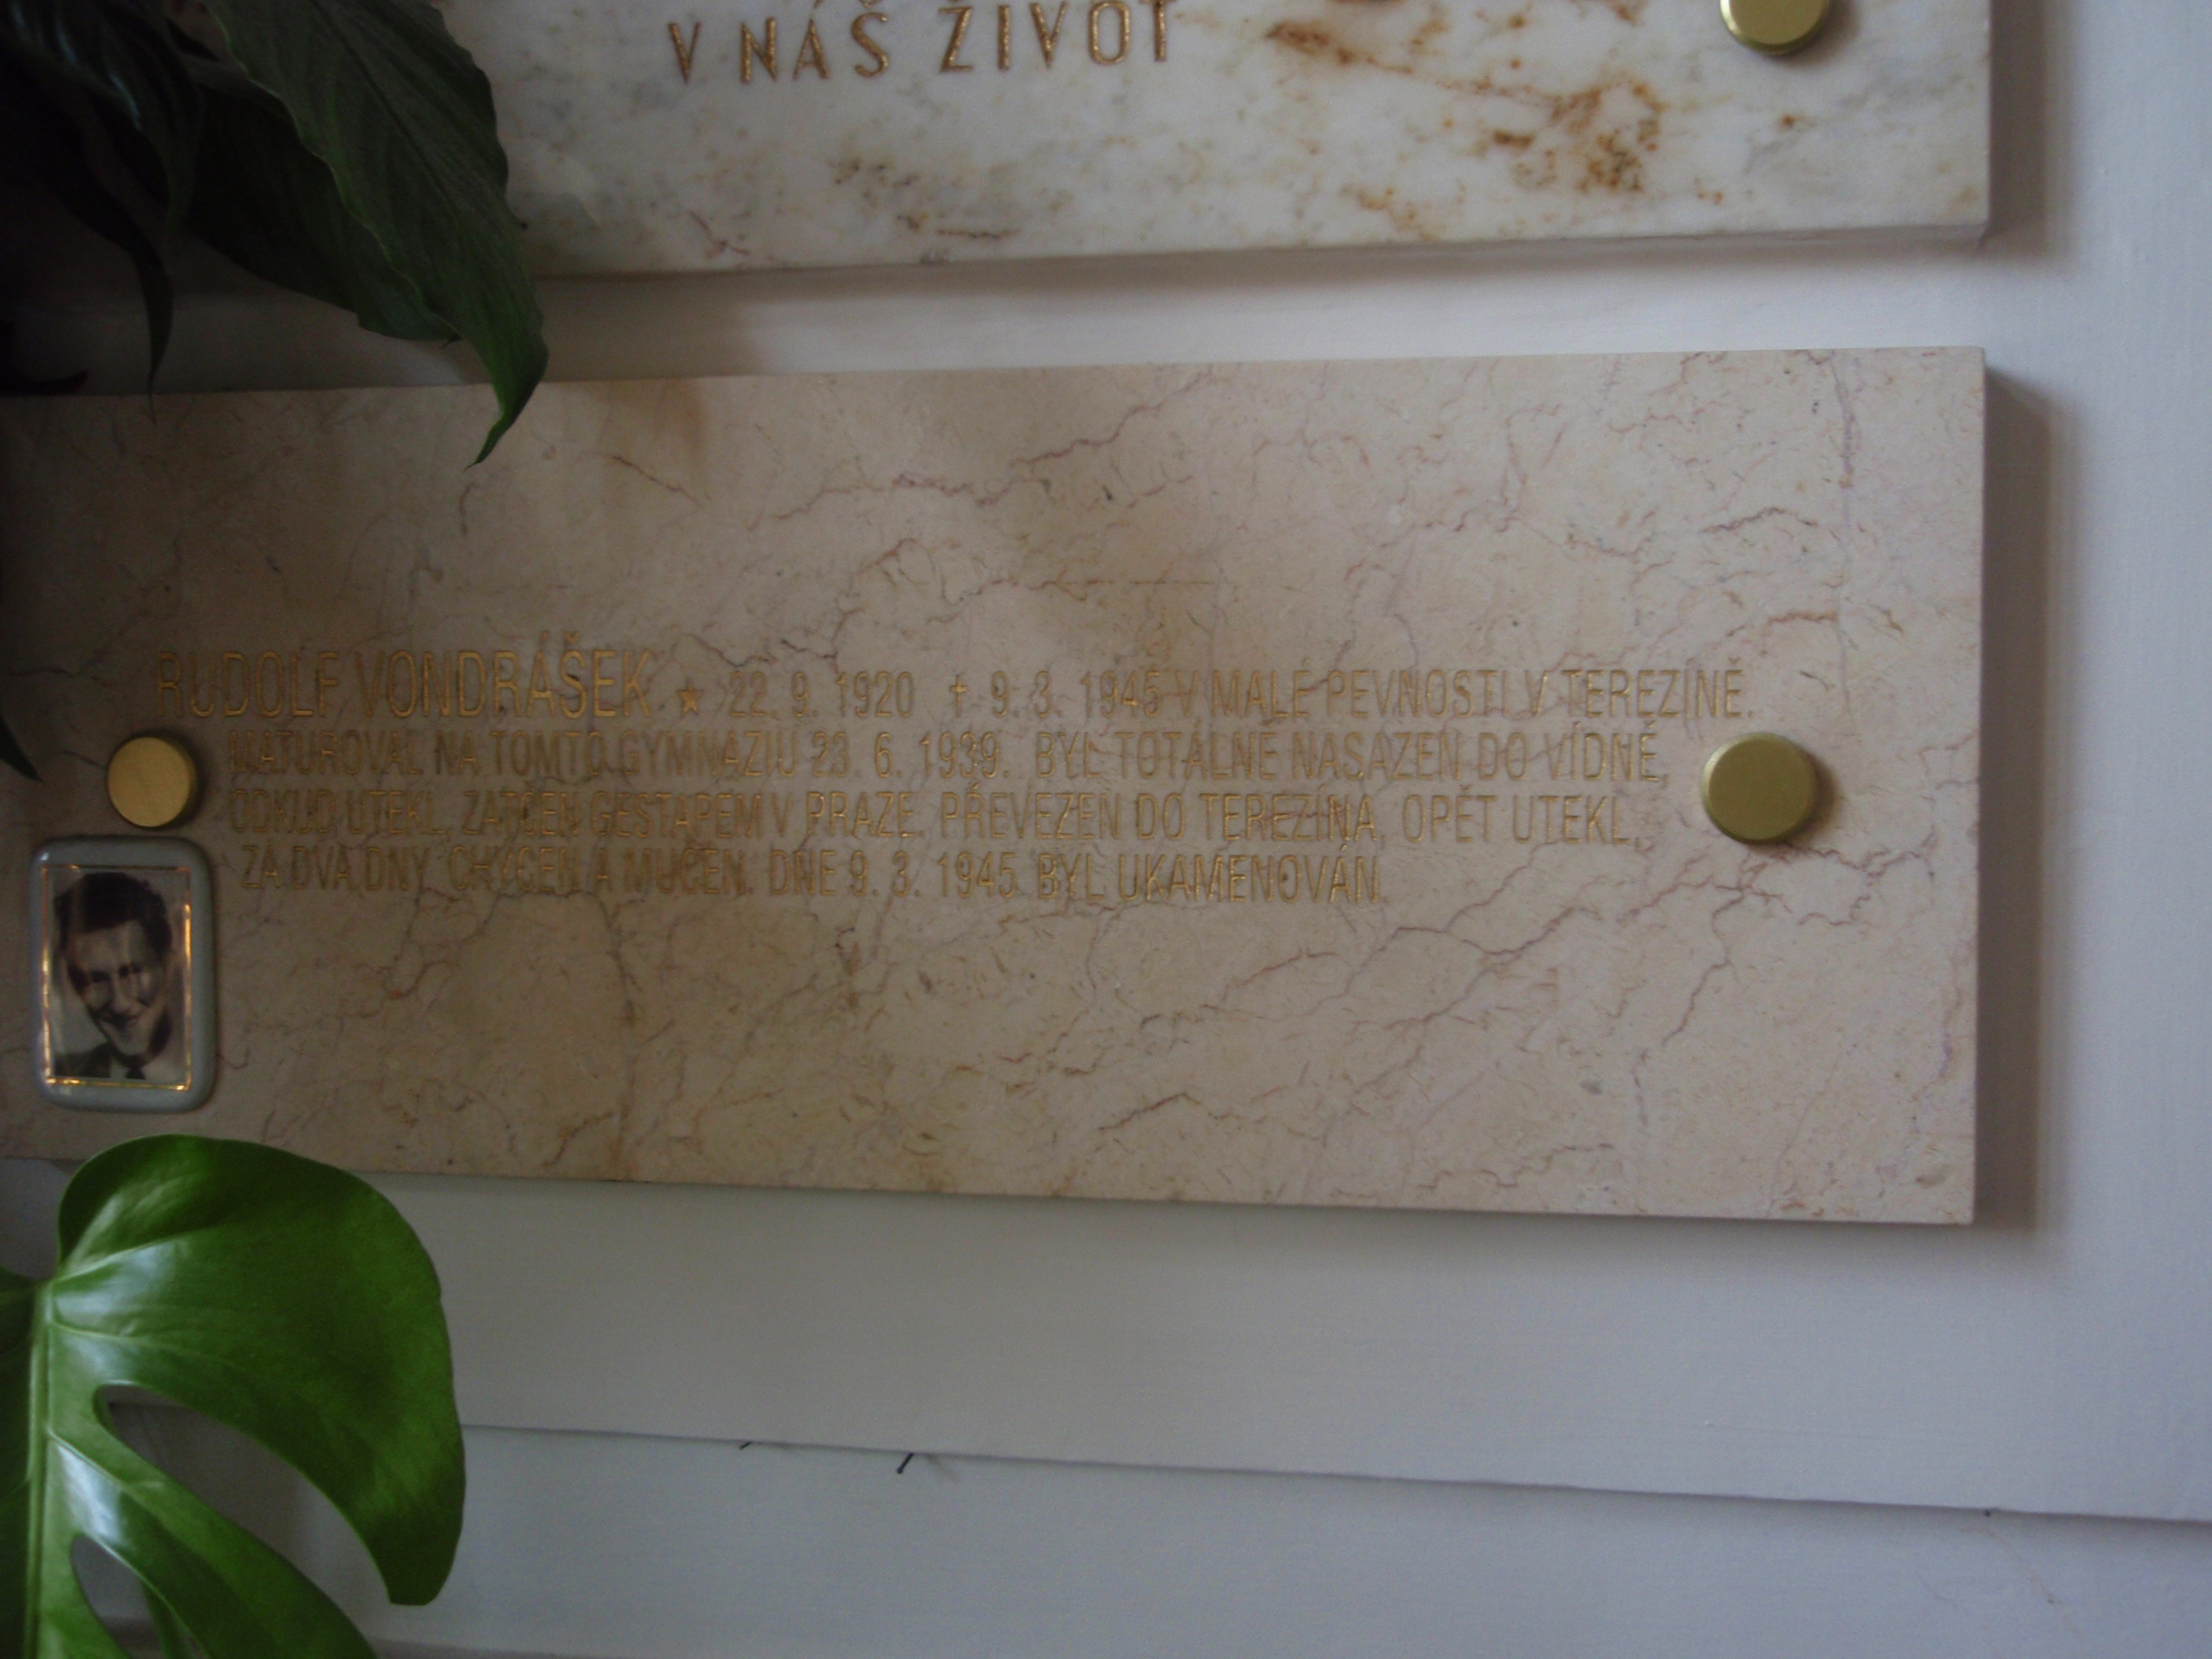 V NÁŠ ŽIVOT
RUDOLF VONDRÁŠEK ★ 22. 9. 1920 ✝ 9. 3. 1945 V MALÉ PEVNOSTI V TEREZÍNĚ.
MATUROVAL NA TOMTO GYMNÁZIU 23. 6. 1939. BYL TOTÁLNĚ NASAZEN DO VÍDNĚ,
ODKUD UTEKL, ZATČEN GESTAPEM V PRAZE, PŘEVEZEN DO TEREZÍNA, OPĚT UTEKL,
ZA DVA DNY CHYCEN A MUČEN. DNE 9. 3. 1945 BYL UKAMENOVÁN.